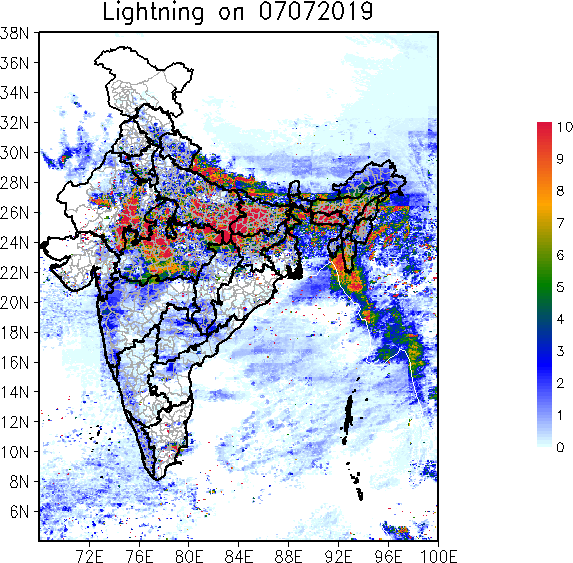 Lightning on 07072019
38N
36N
34N
32N
30N
28N
26N
24N
22N
20N
18N
16N
14N
12N
10N
8N
6N
72E 76E 80E 84E 88E 92E 96E 100E
10
9
8
7
6
5
4
3
2
1
0